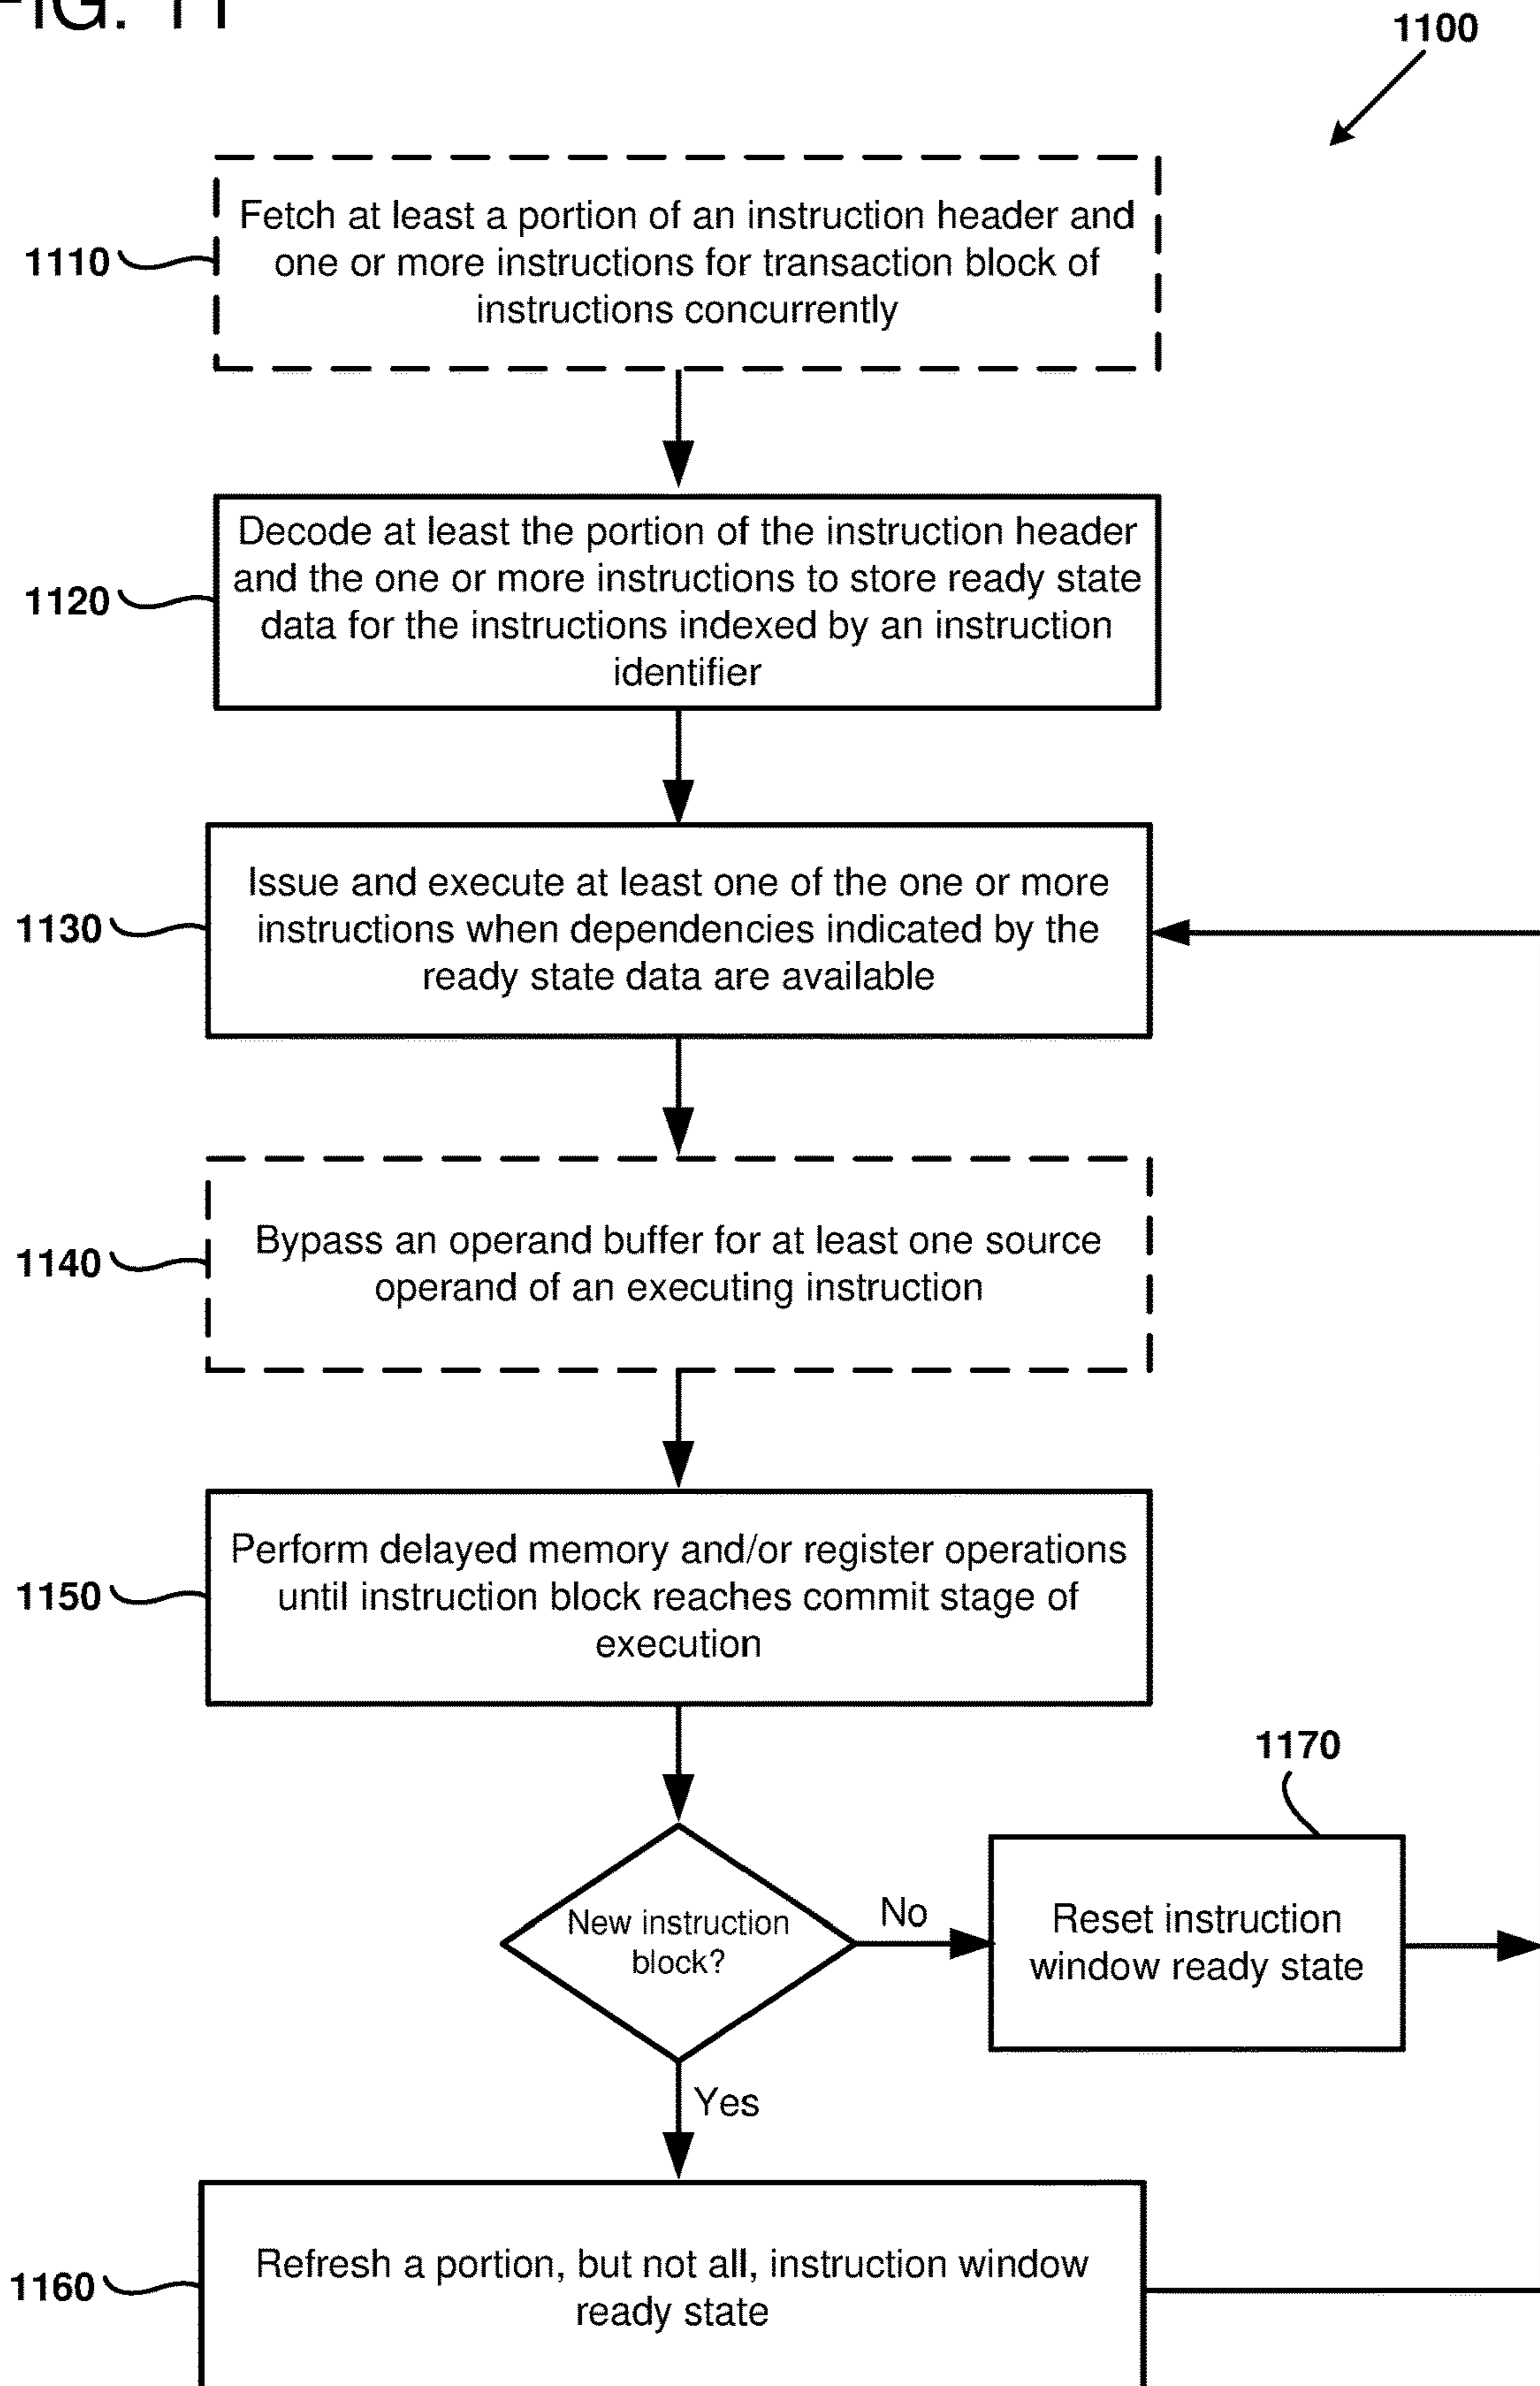 FIG. 11
1100
Fetch at least a portion of an instruction header and
one or more instructions for transaction block of
instructions concurrently
1110
Decode at least the portion of the instruction header
and the one or more instructions to store ready state
data for the instructions indexed by an instruction
identifier
1120
Issue and execute at least one of the one or more
instructions when dependencies indicated by the
ready state data are available
1130
Bypass an operand buffer for at least one source
operand of an executing instruction
1140
Perform delayed memory and/or register operations
until instruction block reaches commit stage of
execution
1150
New instruction
block?
No
1170
Reset instruction
window ready state
Yes
Refresh a portion, but not all, instruction window
ready state
1160